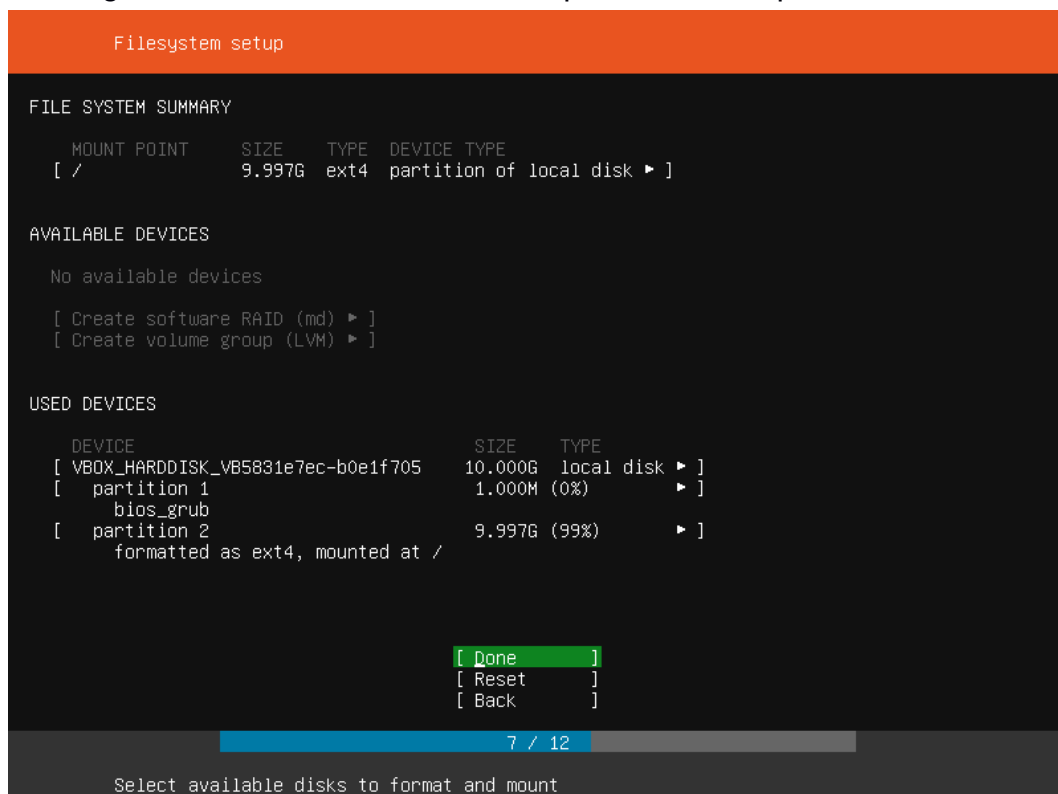 Filesystem setup
FILE SYSTEM SUMMARY
MOUNT POINT SIZE TYPE DEVICE TYPE
[ / 9.997G ext4 partition of local disk ▸ ]
AVAILABLE DEVICES
No available devices
[ Create software RAID (md) ▸ ]
[ Create volume group (LVM) ▸ ]
USED DEVICES
DEVICE SIZE TYPE
[ VBOX_HARDDISK_VB5831e7ec-b0e1f705 10.000G local disk ▸ ]
[ partition 1 1.000M (0%) ▸ ]
bios_grub
[ partition 2 9.997G (99%) ▸ ]
formatted as ext4, mounted at /
[ Done ]
[ Reset ]
[ Back ]
7 / 12
Select available disks to format and mount